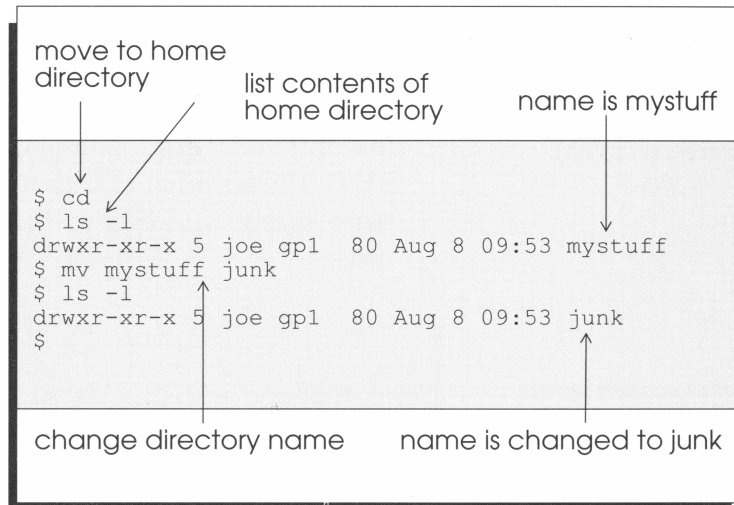 move to home
directory
list contents of
home directory
name is mystuff
$ cd
$ ls -l
drwxr-xr-x 5 joe gp1  80 Aug 8 09:53 mystuff
$ mv mystuff junk
$ ls -l
drwxr-xr-x 5 joe gp1  80 Aug 8 09:53 junk
$
change directory name
name is changed to junk